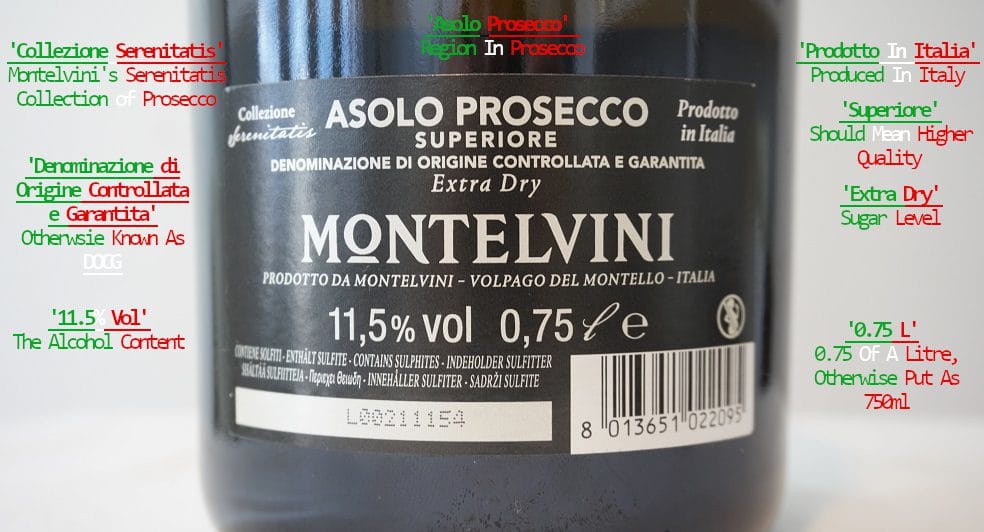 'Asolo Prosecco'
Region In Prosecco
'Collezione Serenitatis'
Montelvini's Serenitatis
Collection of Prosecco
'Denominazione di
Origine Controllata
e Garantita'
Otherwsie Known As
DOCG
'11.5% Vol'
The Alcohol Content
Collezione
Serenitatis
ASOLO PROSECCO
SUPERIORE
Prodotto
in Italia
DENOMINAZIONE DI ORIGINE CONTROLLATA E GARANTITA
Extra Dry
MONTELVINI
PRODOTTO DA MONTELVINI – VOLPAGO DEL MONTELLO – ITALIA
11,5% vol 0,75 ℓ e
CONTIENE SOLFITI - ENTHÄLT SULFITE - CONTAINS SULPHITES - INDEHOLDER SULFITTER
SISÄLTÄÄ SULFIITTEJA - Περιεχει Θειωδη - INNEHÅLLER SULFITER - SADRŽI SULFITE
L00211154
8 013651 022095
'Prodotto In Italia'
Produced In Italy
'Superiore'
Should Mean Higher
Quality
'Extra Dry'
Sugar Level
'0.75 L'
0.75 Of A Litre,
Otherwise Put As
750ml